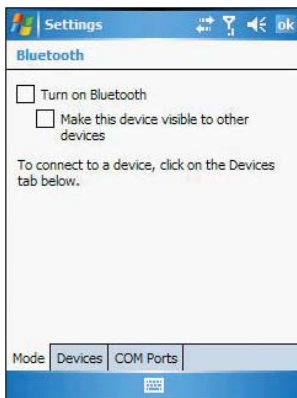 Settings
ok
Bluetooth
Turn on Bluetooth
Make this device visible to other
devices
To connect to a device, click on the Devices
tab below.
Mode Devices COM Ports